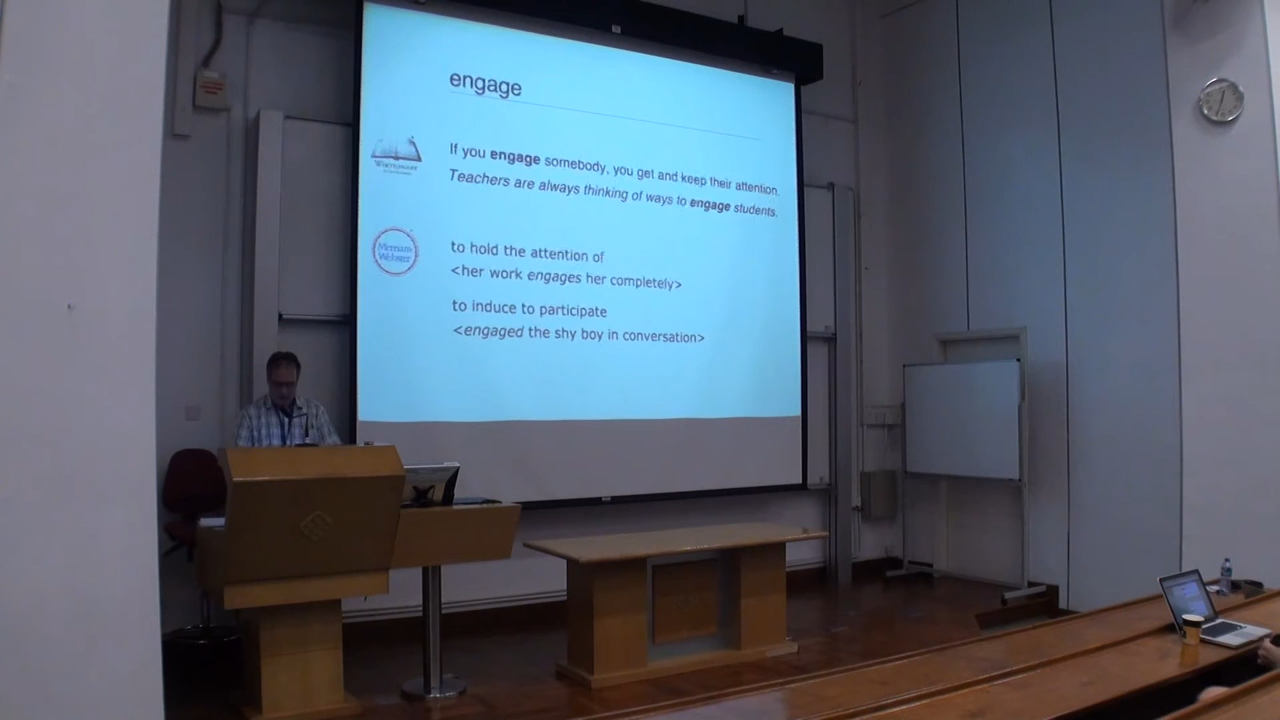 engage
If you engage somebody, you get and keep their attention.
Teachers are always thinking of ways to engage students.
Merriam-
Webster
to hold the attention of
<her work engages her completely>
to induce to participate
<engaged the shy boy in conversation>